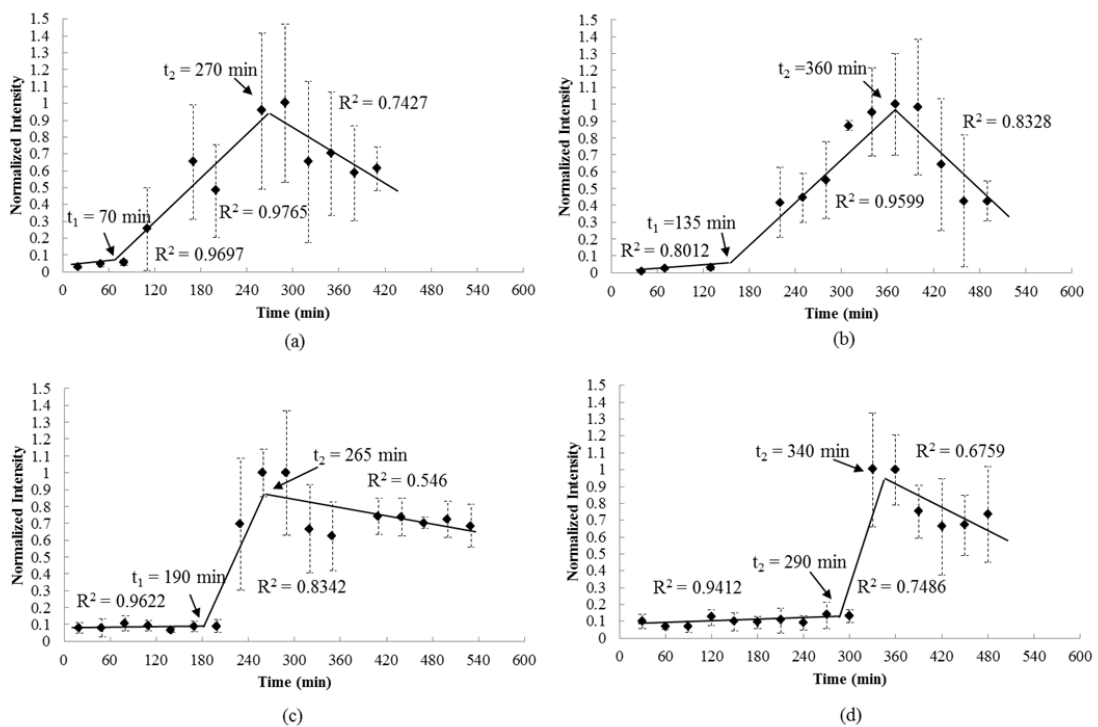 1.5
1.4
1.3
1.2
1.1
1
0.9
0.8
0.7
0.6
0.5
0.4
0.3
0.2
0.1
0
Normalized Intensity
t2 = 270 min
R² = 0.7427
t1 = 70 min
R² = 0.9765
R² = 0.9697
0 60 120 180 240 300 360 420 480 540 600
Time (min)
(a)
1.5
1.4
1.3
1.2
1.1
1
0.9
0.8
0.7
0.6
0.5
0.4
0.3
0.2
0.1
0
Normalized Intensity
t2 =360 min
R² = 0.8328
t1 =135 min
R² = 0.9599
R² = 0.8012
0 60 120 180 240 300 360 420 480 540 600
Time (min)
(b)
1.5
1.4
1.3
1.2
1.1
1
0.9
0.8
0.7
0.6
0.5
0.4
0.3
0.2
0.1
0
Normalized Intensity
t2 = 265 min
R² = 0.546
t1 = 190 min
R² = 0.8342
R² = 0.9622
0 60 120 180 240 300 360 420 480 540 600
Time (min)
(c)
1.5
1.4
1.3
1.2
1.1
1
0.9
0.8
0.7
0.6
0.5
0.4
0.3
0.2
0.1
0
Normalized Intensity
t2 = 340 min
R² = 0.6759
t2 = 290 min
R² = 0.9412
R² = 0.7486
0 60 120 180 240 300 360 420 480 540 600
Time (min)
(d)